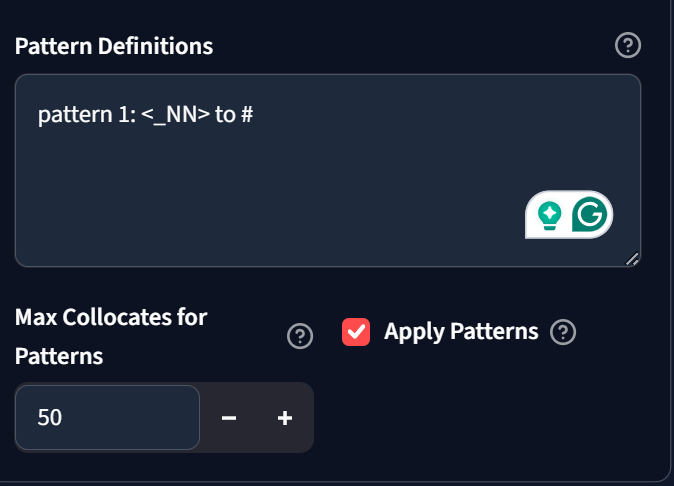 Pattern Definitions
pattern 1: <_NN> to #
Max Collocates for
Patterns
Apply Patterns
50